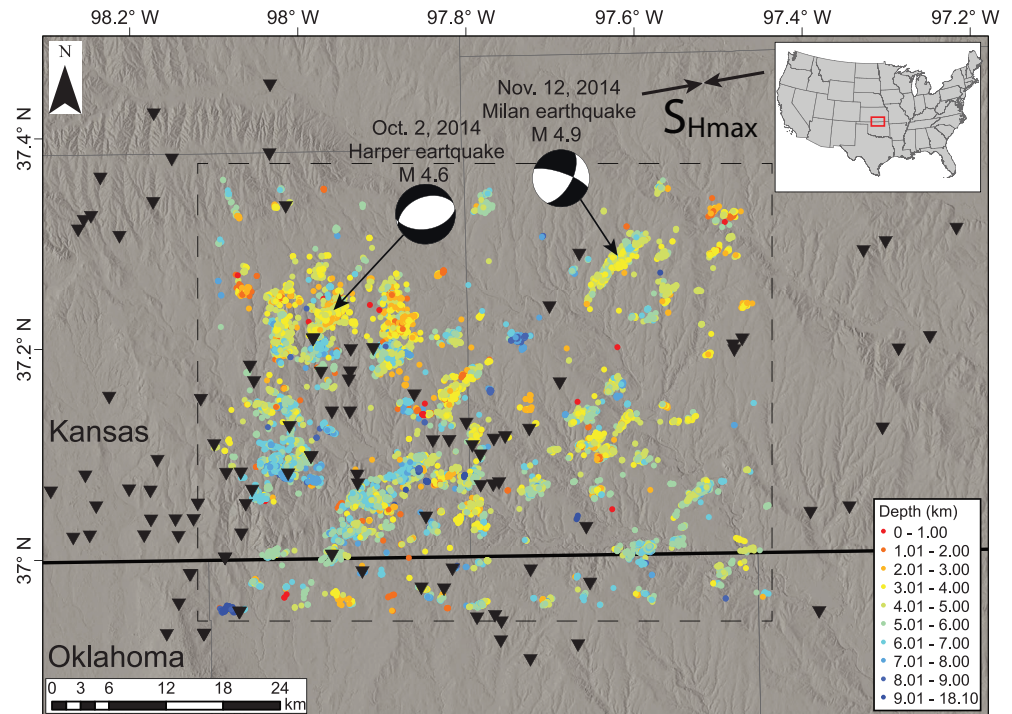 98.2° W 98° W 97.8° W 97.6° W 97.4° W 97.2° W
N
Nov. 12, 2014
Milan earthquake
M 4.9
SHmax
Oct. 2, 2014
Harper eartquake
M 4.6
37.4° N
37.2° N
37° N
Kansas
Oklahoma
Depth (km)
0 - 1.00
1.01 - 2.00
2.01 - 3.00
3.01 - 4.00
4.01 - 5.00
5.01 - 6.00
6.01 - 7.00
7.01 - 8.00
8.01 - 9.00
9.01 - 18.10
0 3 6 12 18 24
km